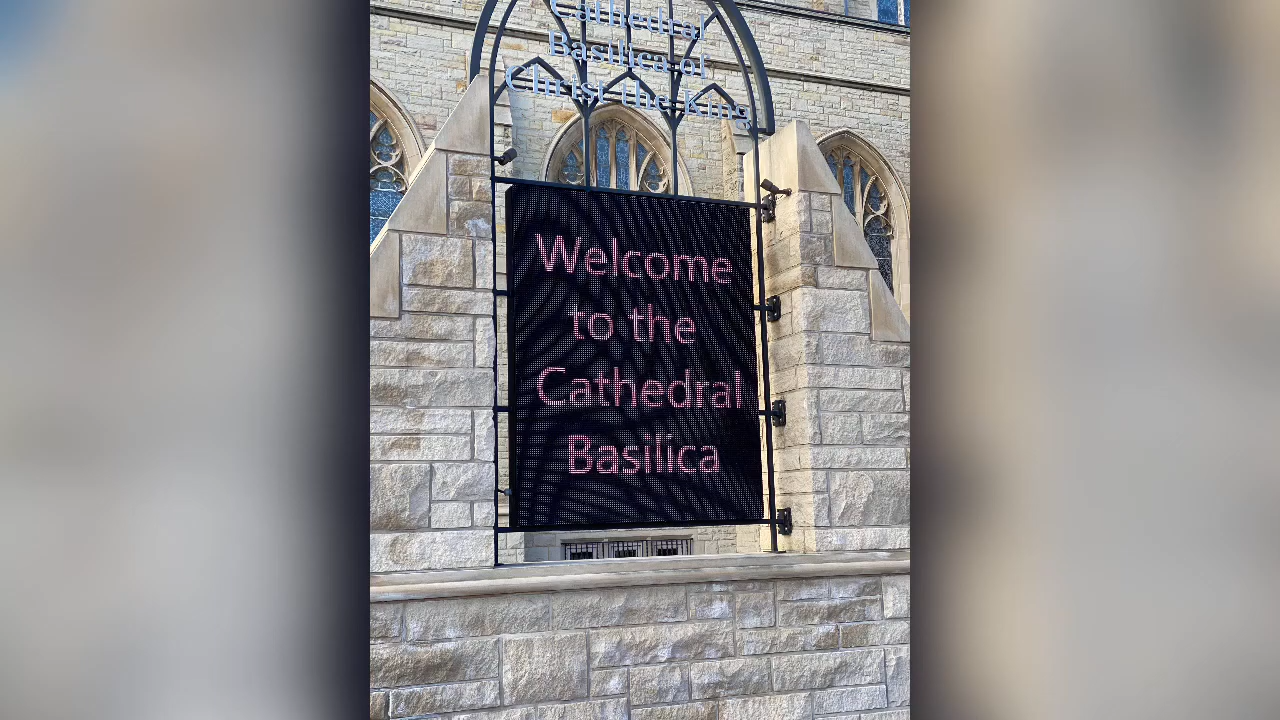 Cathedral
Basilica of
Christ the King
Welcome
to the
Cathedral
Basilica